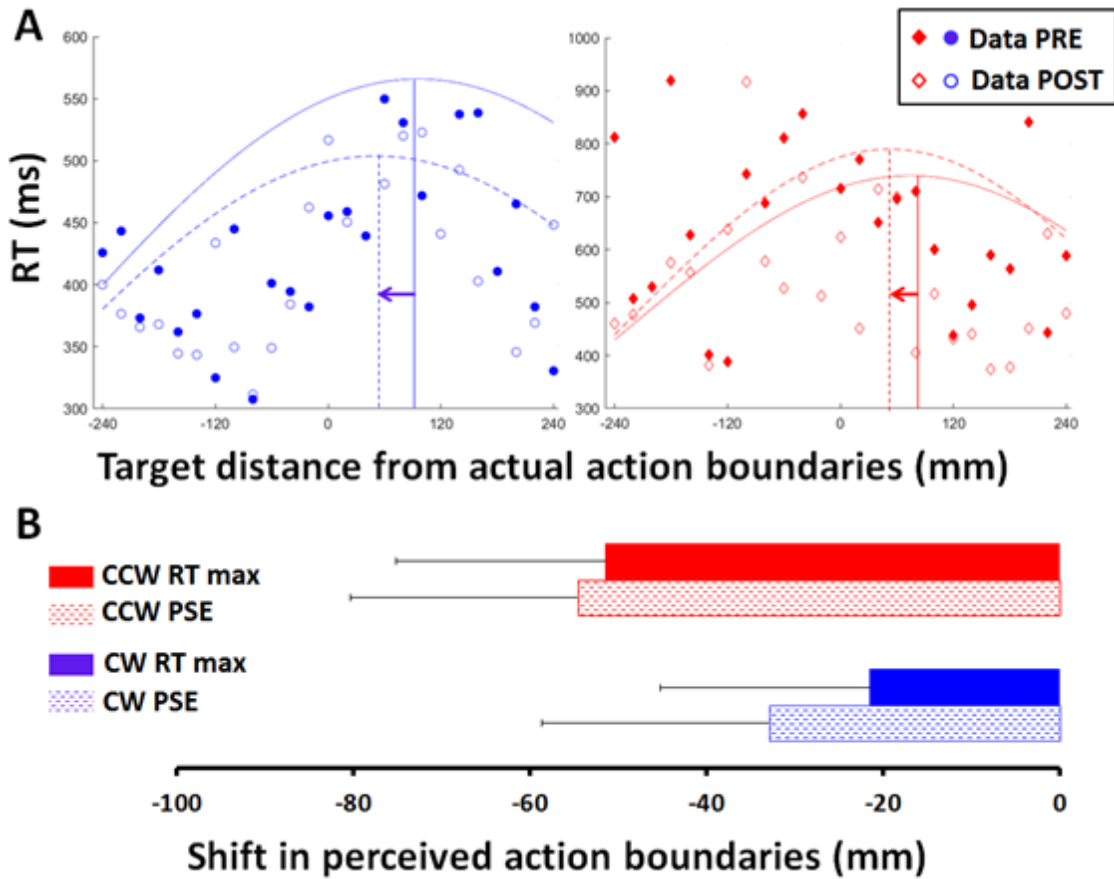 A
Data PRE
Data POST
RT (ms)
600
550
500
450
400
350
300
-240
-120
0
120
240
1000
900
800
700
600
500
400
300
-240
-120
0
120
240
Target distance from actual action boundaries (mm)
B
CCW RT max
CCW PSE
CW RT max
CW PSE
-100
-80
-60
-40
-20
0
Shift in perceived action boundaries (mm)